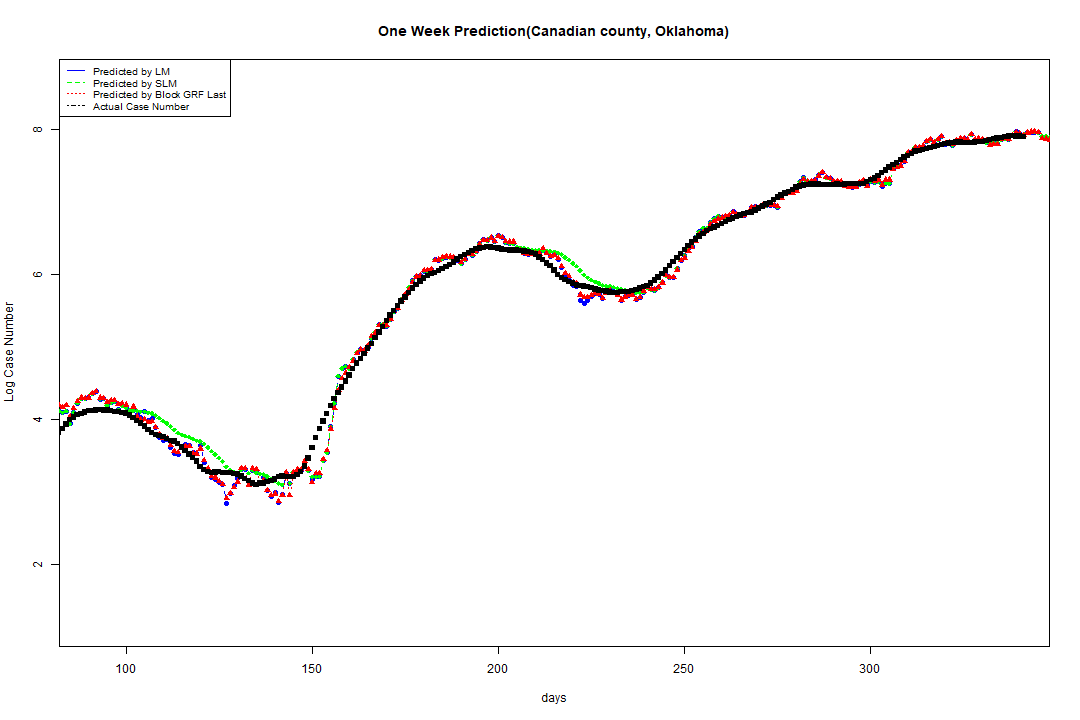 One Week Prediction(Canadian county, Oklahoma)
Predicted by LM
Predicted by SLM
Predicted by Block GRF Last
Actual Case Number
8
6
4
2
Log Case Number
100 150 200 250 300
days